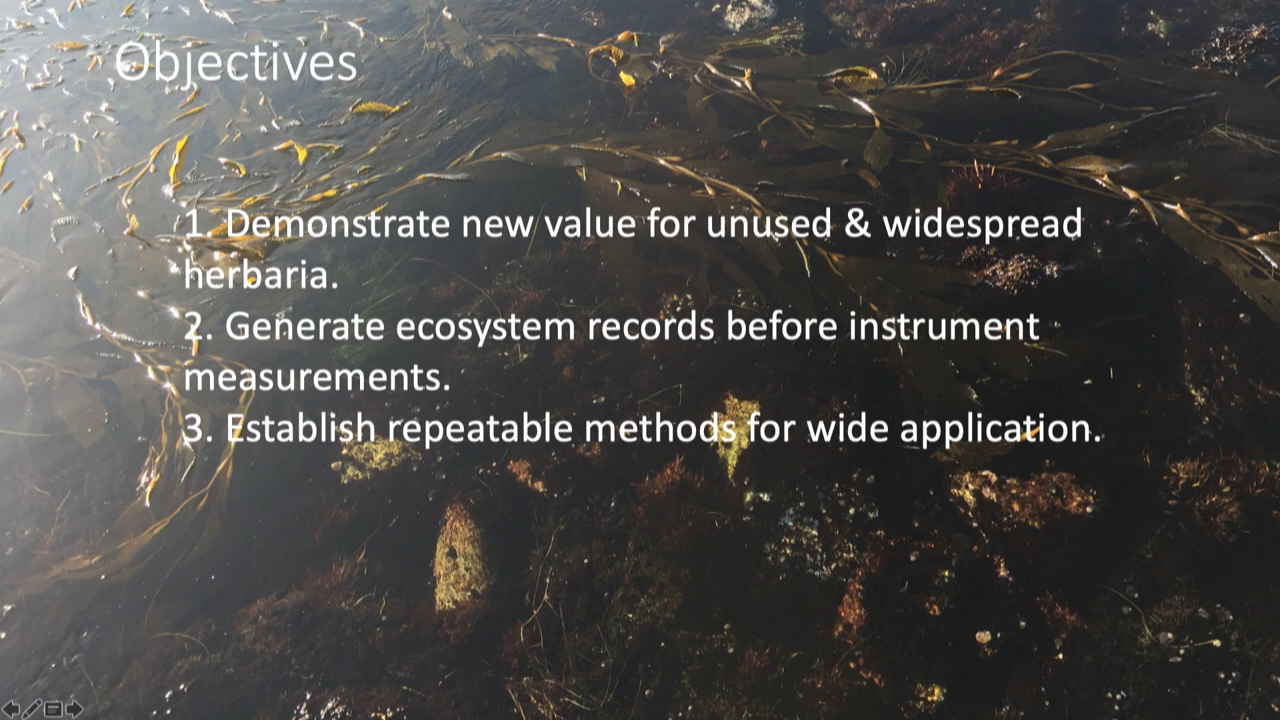 Objectives
1. Demonstrate new value for unused & widespread
herbaria.
2. Generate ecosystem records before instrument
measurements.
3. Establish repeatable methods for wide application.